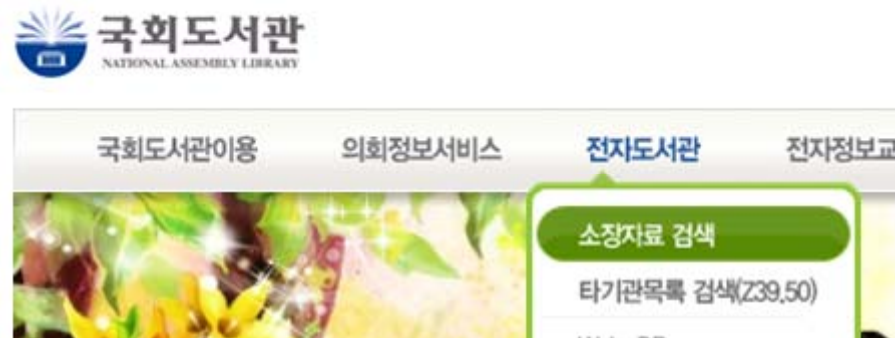 국회도서관
NATIONAL ASSEMBLY LIBRARY
국회도서관이용 의회정보서비스 전자도서관 전자정보교
소장자료 검색
타기관목록 검색(Z39.50)